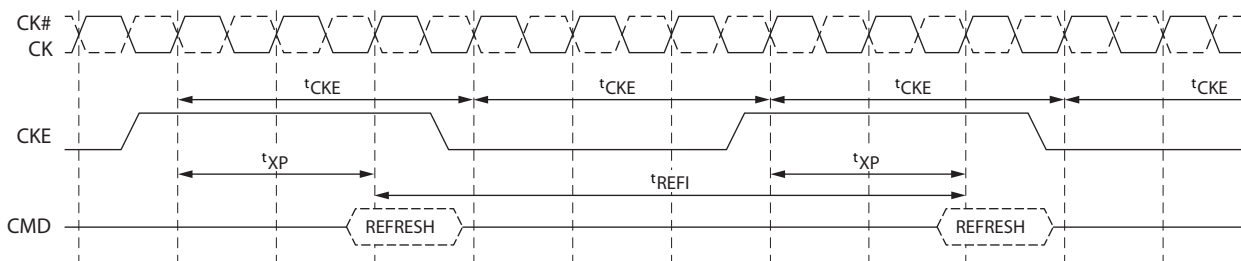 CK#
CK
tCKE tCKE tCKE tCKE
CKE
tXP tXP
tREFI
CMD REFRESH REFRESH